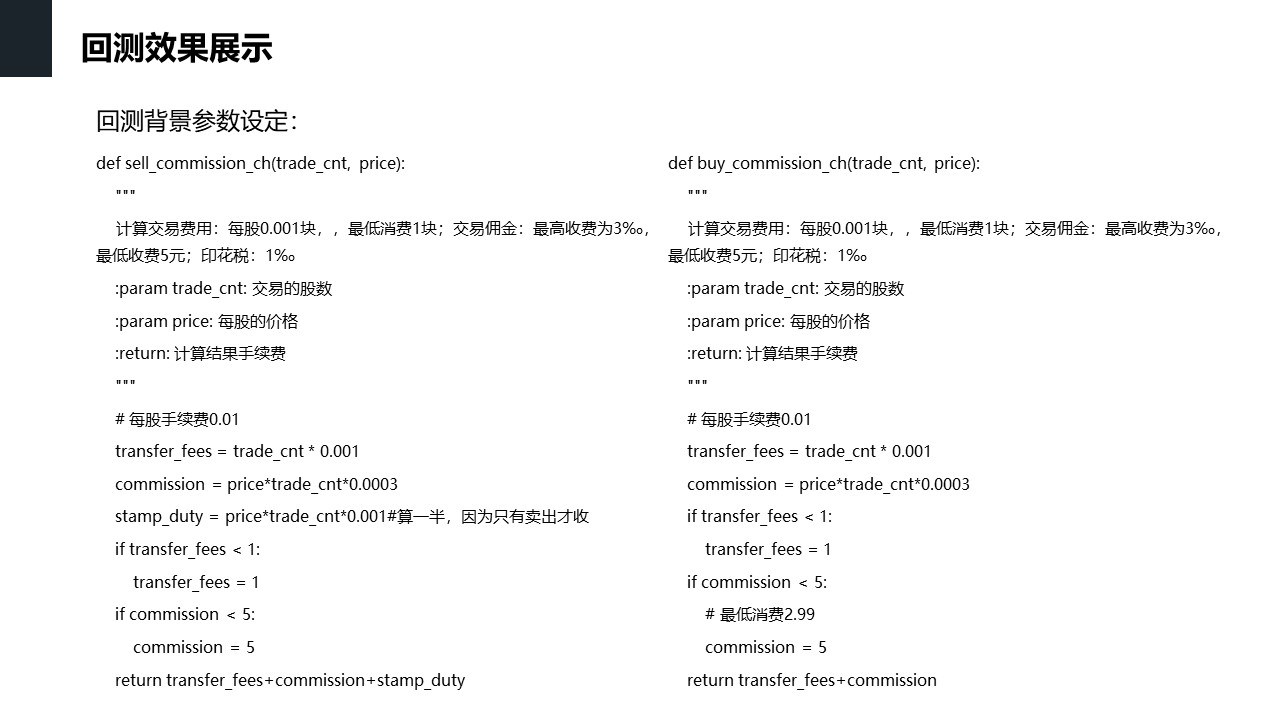 回测效果展示
回测背景参数设定：
def sell_commission_ch(trade_cnt, price):
"""
计算交易费用：每股0.001块，，最低消费1块；交易佣金：最高收费为3‰，
最低收费5元；印花税：1‰
:param trade_cnt: 交易的股数
:param price: 每股的价格
:return: 计算结果手续费
"""
# 每股手续费0.01
transfer_fees = trade_cnt * 0.001
commission = price*trade_cnt*0.0003
stamp_duty = price*trade_cnt*0.001#算一半，因为只有卖出才收
if transfer_fees < 1:
transfer_fees = 1
if commission < 5:
commission = 5
return transfer_fees+commission+stamp_duty
def buy_commission_ch(trade_cnt, price):
"""
计算交易费用：每股0.001块，，最低消费1块；交易佣金：最高收费为3‰，
最低收费5元；印花税：1‰
:param trade_cnt: 交易的股数
:param price: 每股的价格
:return: 计算结果手续费
"""
# 每股手续费0.01
transfer_fees = trade_cnt * 0.001
commission = price*trade_cnt*0.0003
if transfer_fees < 1:
transfer_fees = 1
if commission < 5:
# 最低消费2.99
commission = 5
return transfer_fees+commission